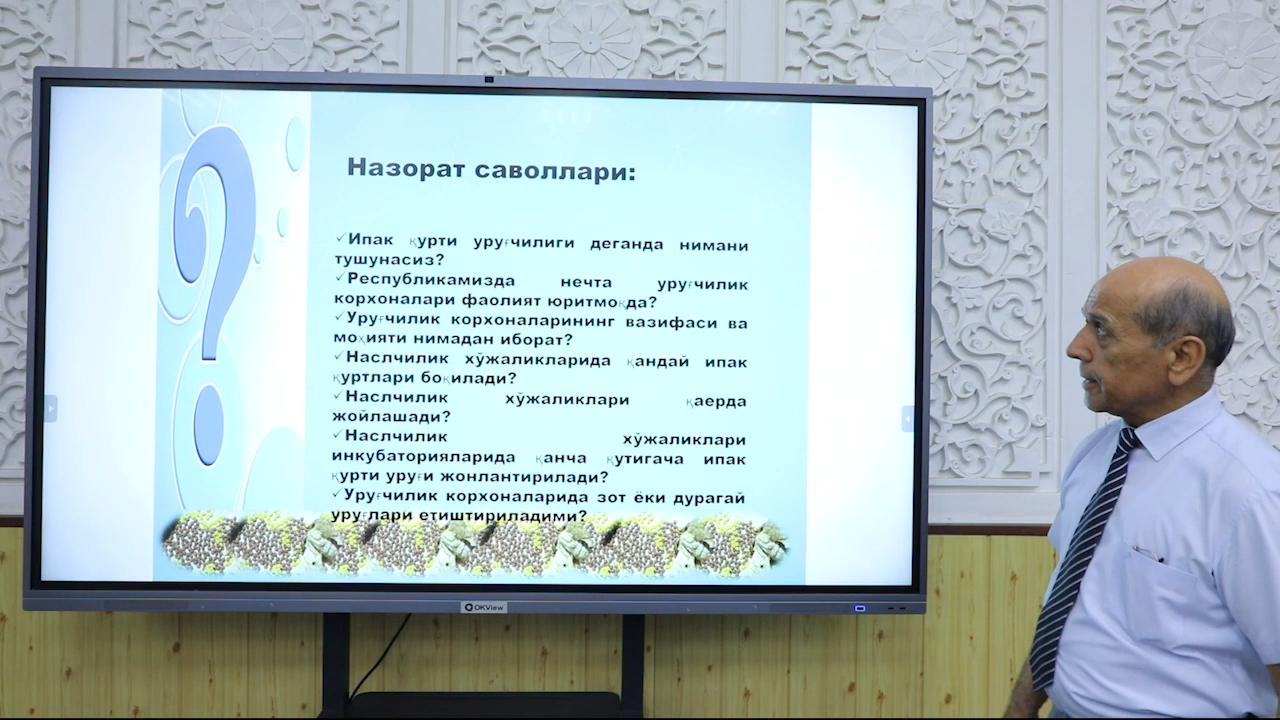 Назорат саволлари:
✓Ипак қурти уруғчилиги деганда нимани
тушунасиз?
✓Республикамизда нечта уруғчилик
корхоналари фаолият юритмоқда?
✓Уруғчилик корхоналарининг вазифаси ва
моҳияти нимадан иборат?
✓Наслчилик хўжаликларида қандай ипак
қуртлари боқилади?
✓Наслчилик хўжаликлари қаерда
жойлашади?
✓Наслчилик хўжаликлари
инкубаторияларида қанча қутигача ипак
қурти уруғи жонлантирилади?
✓Уруғчилик корхоналарида зот ёки дурагай
уруғлари етиштириладими?
OKView